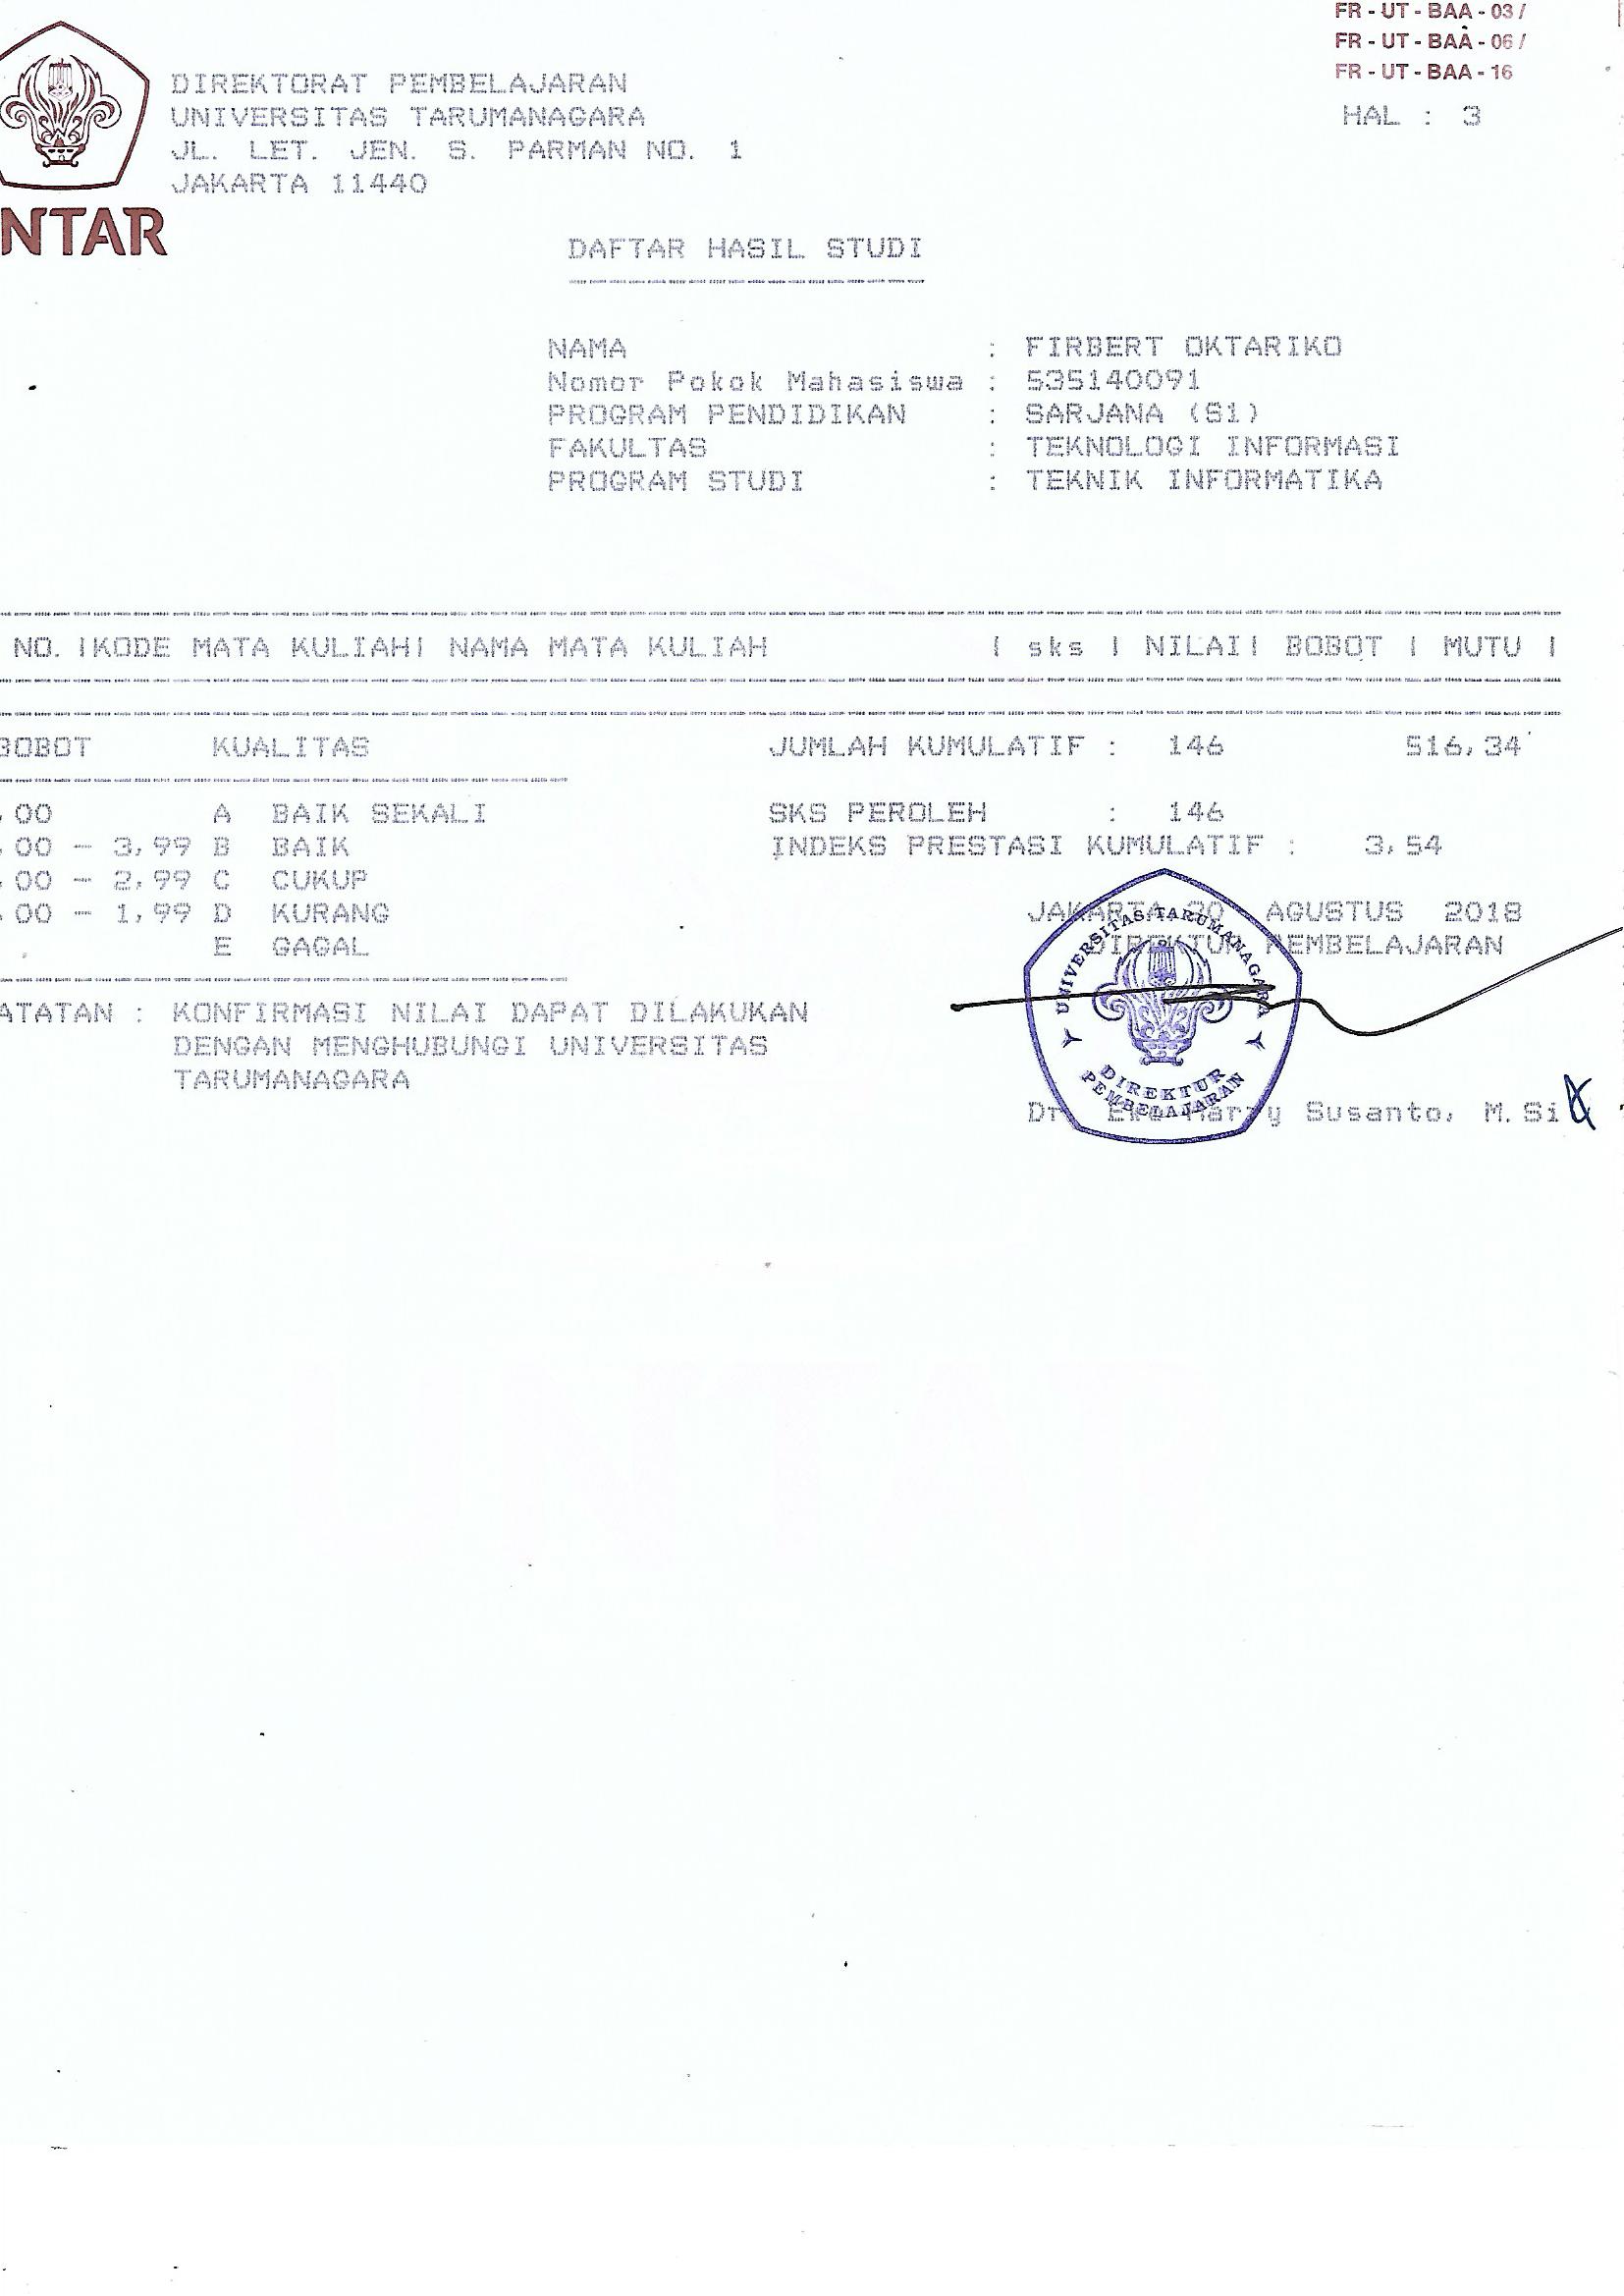 FR - UT - BAA - 03 /
FR - UT - BAA - 06 /
FR - UT - BAA - 16
HAL : 3
DIREKTORAT PEMBELAJARAN
UNIVERSITAS TARUMANAGARA
JL. LET. JEN. S. PARMAN NO. 1
JAKARTA 11440
NTAR
DAFTAR HASIL STUDI
NAMA : FIRBERT OKTARIKO
Nomor Pokok Mahasiswa : 535140091
PROGRAM PENDIDIKAN : SARJANA (S1)
FAKULTAS : TEKNOLOGI INFORMASI
PROGRAM STUDI : TEKNIK INFORMATIKA
NO. |KODE MATA KULIAH| NAMA MATA KULIAH | sks | NILAI| BOBOT | MUTU |
BOBOT KUALITAS JUMLAH KUMULATIF : 146 516,34
,00 A BAIK SEKALI SKS PEROLEH : 146
,00 - 3,99 B BAIK INDEKS PRESTASI KUMULATIF : 3,54
,00 - 2,99 C CUKUP
,00 - 1,99 D KURANG JAKARTA 30 AGUSTUS 2018
E GAGAL DIREKTUR PEMBELAJARAN
ATATAN : KONFIRMASI NILAI DAPAT DILAKUKAN
DENGAN MENGHUBUNGI UNIVERSITAS
TARUMANAGARA
UNIVERSITAS TARUMANAGARA
DIREKTUR
PEMBELAJARAN
Susanto, M.Si